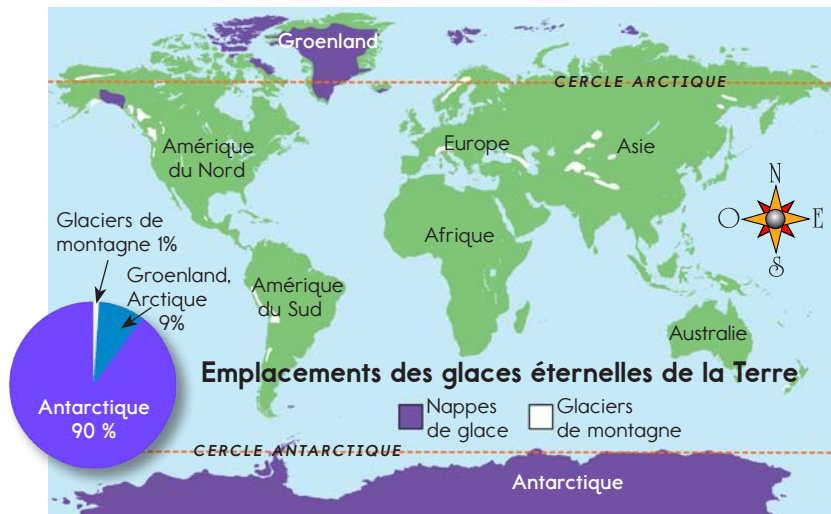 Groenland
CERCLE ARCTIQUE
Amérique
du Nord
Europe
Asie
N
O
E
S
Glaciers de
montagne 1%
Afrique
Groenland,
Arctique
9%
Amérique
du Sud
Australie
Emplacements des glaces éternelles de la Terre
Antarctique
90 %
Nappes
de glace
Glaciers
de montagne
CERCLE ANTARCTIQUE
Antarctique